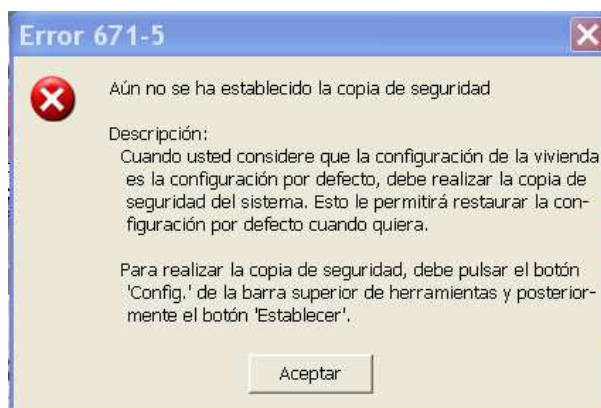 Error 671-5
Aún no se ha establecido la copia de seguridad
Descripción:
Cuando usted considere que la configuración de la vivienda
es la configuración por defecto, debe realizar la copia de
seguridad del sistema. Esto le permitirá restaurar la con-
figuración por defecto cuando quiera.
Para realizar la copia de seguridad, debe pulsar el botón
'Config.' de la barra superior de herramientas y posterior-
mente el botón 'Establecer'.
Aceptar